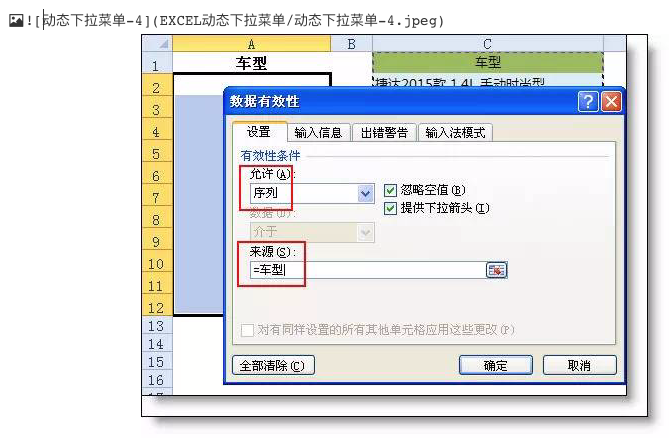 ![动态下拉菜单-4](EXCEL动态下拉菜单/动态下拉菜单-4.jpeg)
A B C
1 车型 车型
2 捷达2015款 1.4L 手动时尚型
3 数据有效性
4 设置 输入信息 出错警告 输入法模式
5 有效性条件
6 允许(A):
7 序列 忽略空值(B)
8 数据(D): 提供下拉箭头(I)
9 介于
10 来源(S):
11 =车型
12
13 对有同样设置的所有其他单元格应用这些更改(P)
14
15 全部清除(C) 确定 取消
16